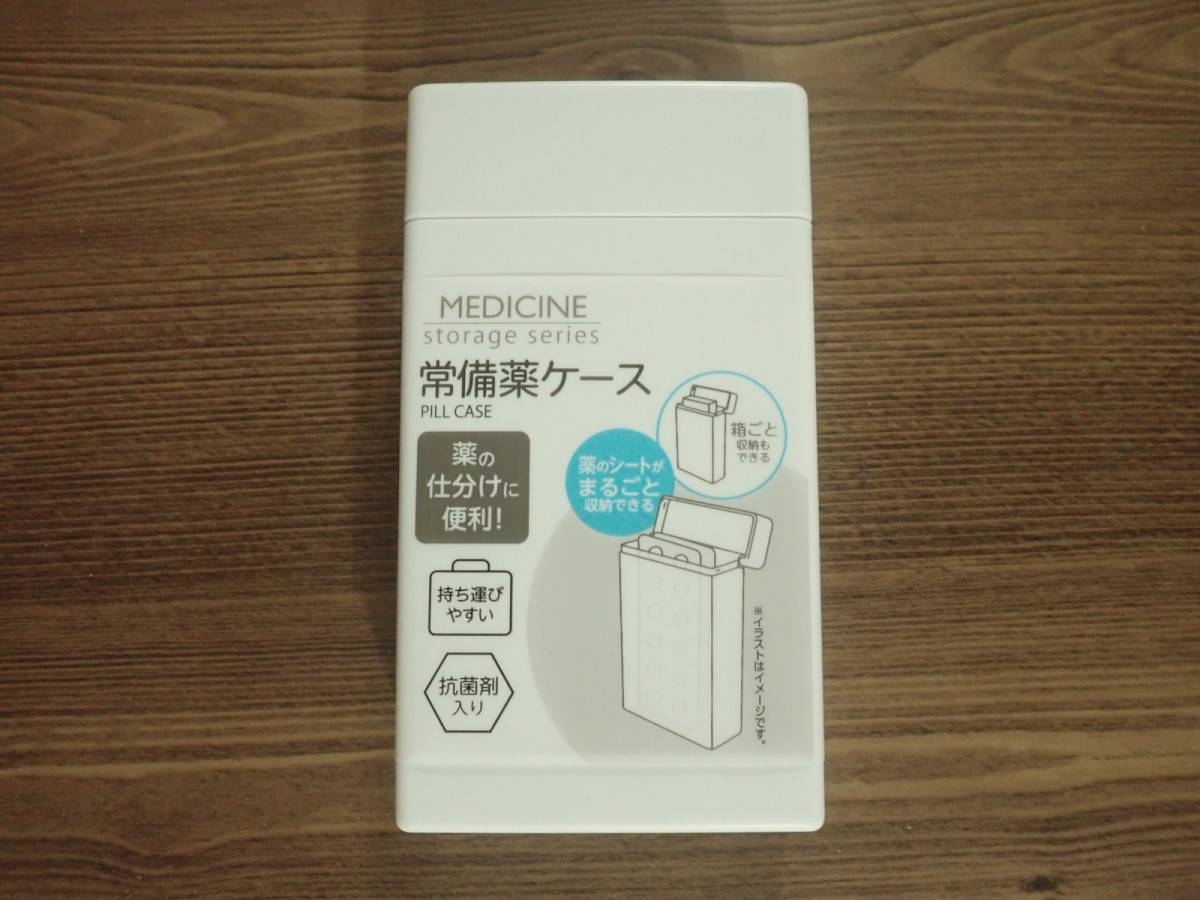 MEDICINE
storage series
常備薬ケース
PILL CASE
薬の
仕分けに
便利!
箱ごと
収納も
できる
薬のシートが
まるごと
収納できる
持ち運び
やすい
抗菌剤
入り
※イラストはイメージです。